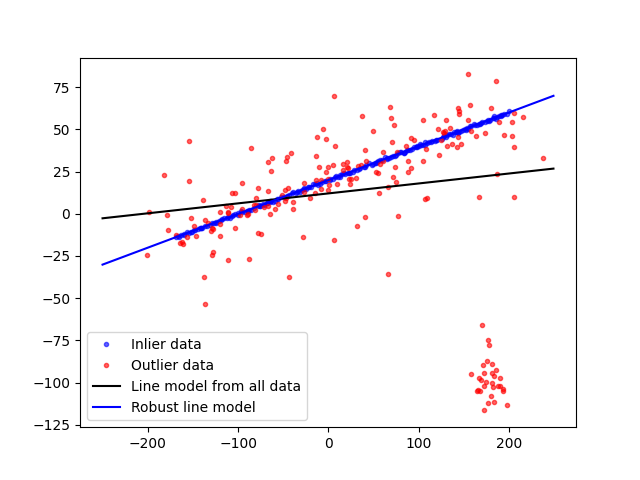 75
50
25
0
−25
−50
−75
−100
−125
Inlier data
Outlier data
Line model from all data
Robust line model
−200 −100 0 100 200